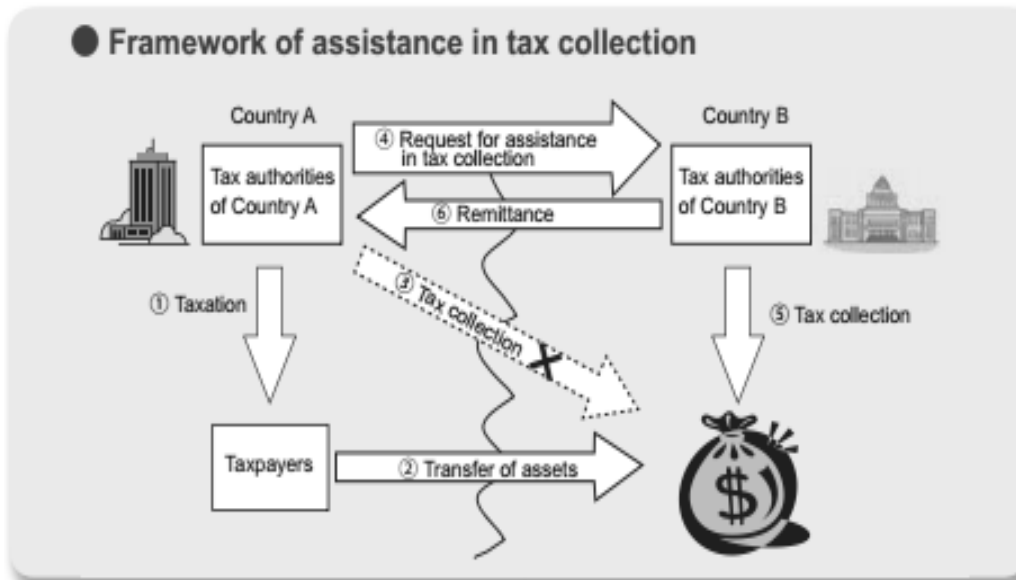 ● Framework of assistance in tax collection
Country A
Country B
④ Request for assistance
in tax collection
Tax authorities
of Country A
Tax authorities
of Country B
⑥ Remittance
① Taxation
③ Tax collection
X
⑤ Tax collection
Taxpayers
② Transfer of assets
$